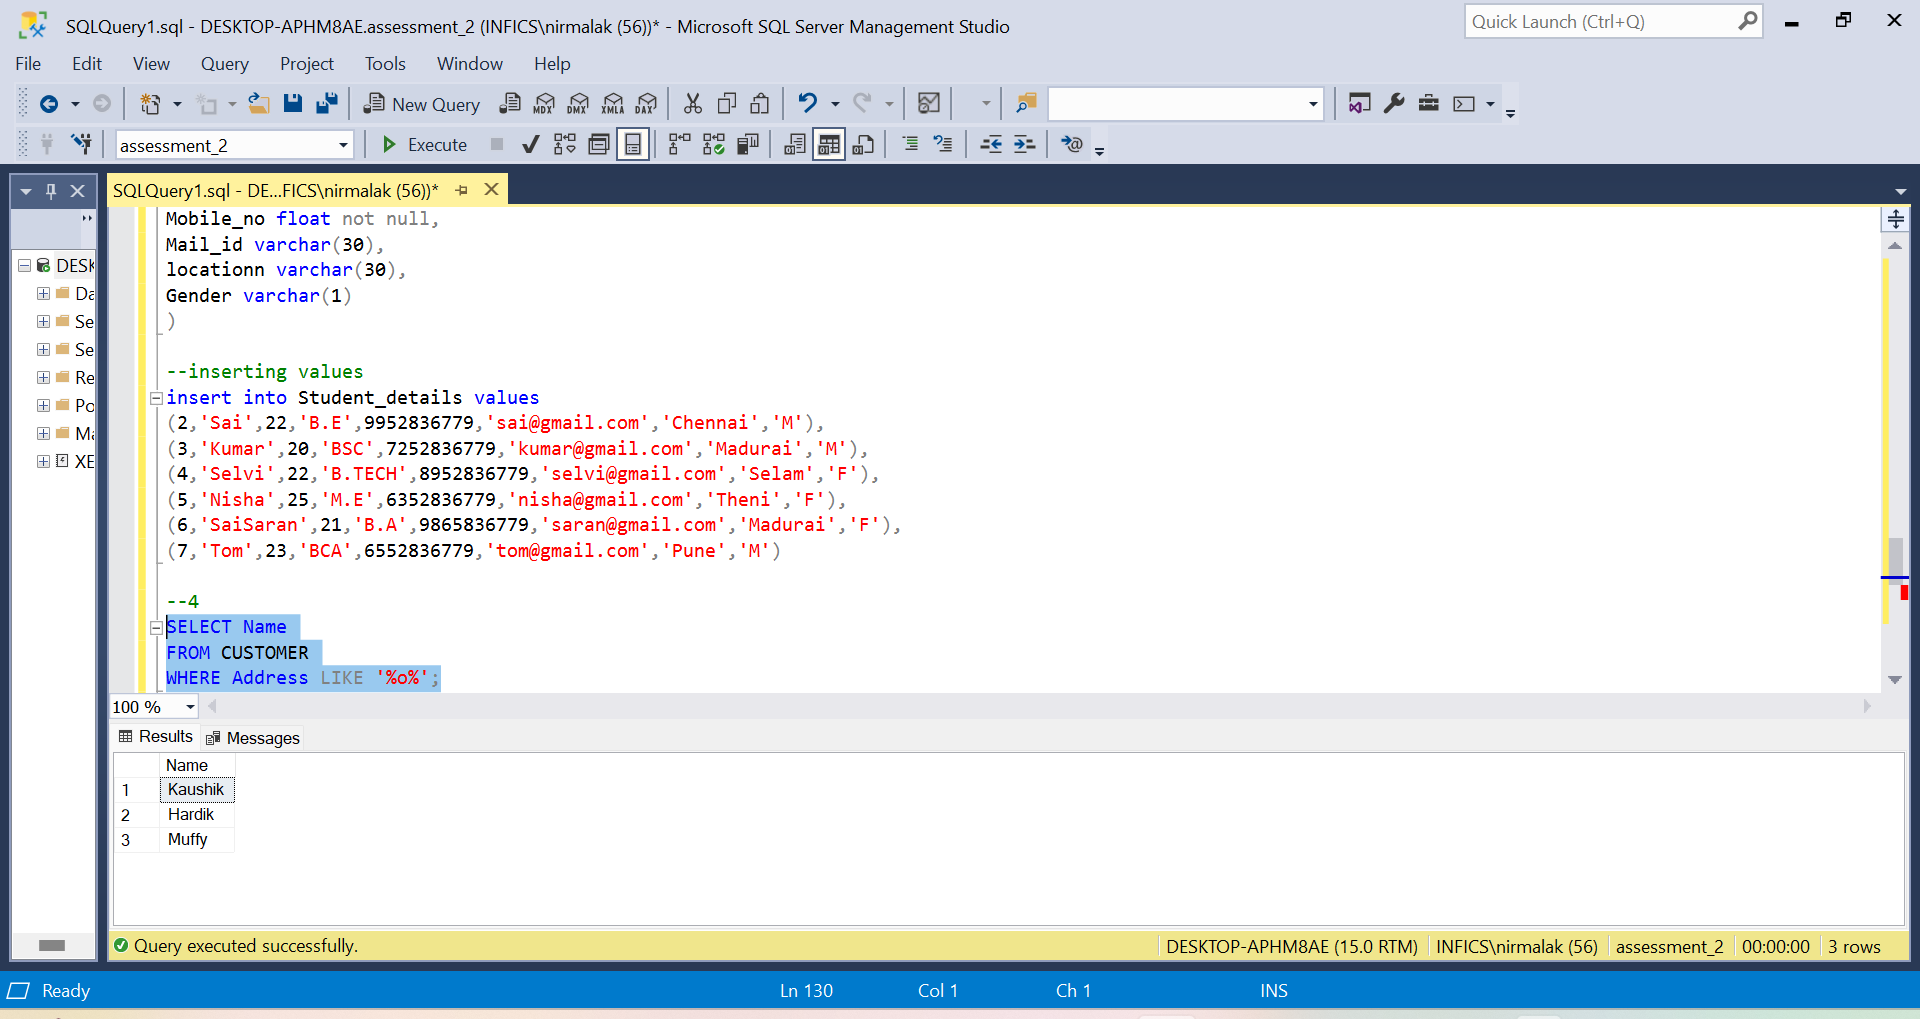 SQLQuery1.sql - DESKTOP-APHM8AE.assessment_2 (INFICS\nirmalak (56))* - Microsoft SQL Server Management Studio
Quick Launch (Ctrl+Q)
File Edit View Query Project Tools Window Help
New Query MDX DMX XMLA DAX
assessment_2 Execute
SQLQuery1.sql - DE...FICS\nirmalak (56))*
DESK
Da
Se
Se
Re
Po
Ma
XE
Mobile_no float not null,
Mail_id varchar(30),
locationn varchar(30),
Gender varchar(1)
)
--inserting values
insert into Student_details values
(2,'Sai',22,'B.E',9952836779,'sai@gmail.com','Chennai','M'),
(3,'Kumar',20,'BSC',7252836779,'kumar@gmail.com','Madurai','M'),
(4,'Selvi',22,'B.TECH',8952836779,'selvi@gmail.com','Selam','F'),
(5,'Nisha',25,'M.E',6352836779,'nisha@gmail.com','Theni','F'),
(6,'SaiSaran',21,'B.A',9865836779,'saran@gmail.com','Madurai','F'),
(7,'Tom',23,'BCA',6552836779,'tom@gmail.com','Pune','M')
--4
SELECT Name
FROM CUSTOMER
WHERE Address LIKE '%o%';
100 %
Results Messages
Name
1 Kaushik
2 Hardik
3 Muffy
Query executed successfully. DESKTOP-APHM8AE (15.0 RTM) INFICS\nirmalak (56) assessment_2 00:00:00 3 rows
Ready Ln 130 Col 1 Ch 1 INS